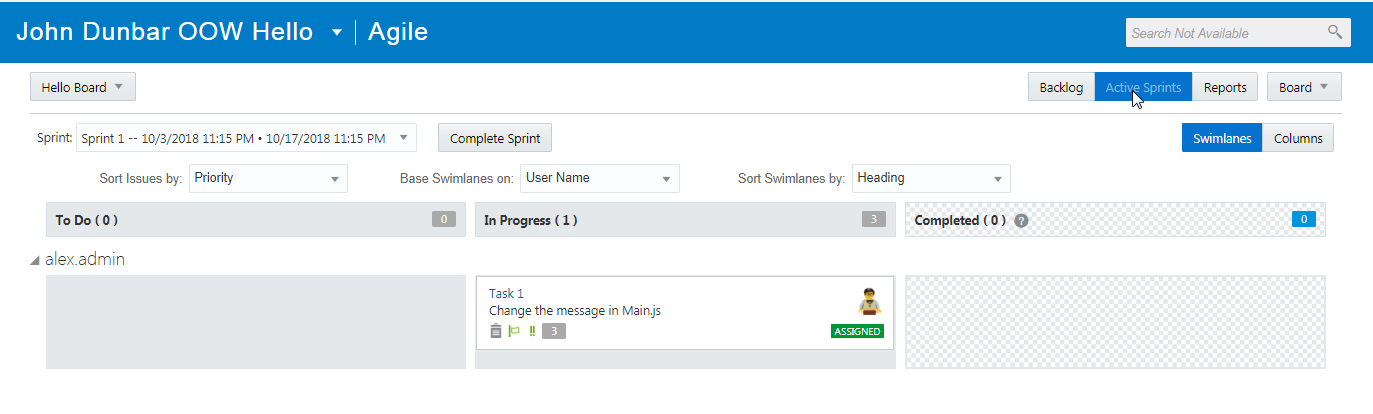 John Dunbar OOW Hello Agile Search Not Available
Hello Board Backlog Active Sprints Reports Board
Sprint: Sprint 1 -- 10/3/2018 11:15 PM • 10/17/2018 11:15 PM Complete Sprint Swimlanes Columns
Sort Issues by: Priority Base Swimlanes on: User Name Sort Swimlanes by: Heading
To Do ( 0 ) 0 In Progress ( 1 ) 3 Completed ( 0 ) ? 0
alex.admin
Task 1
Change the message in Main.js
!! 3 ASSIGNED